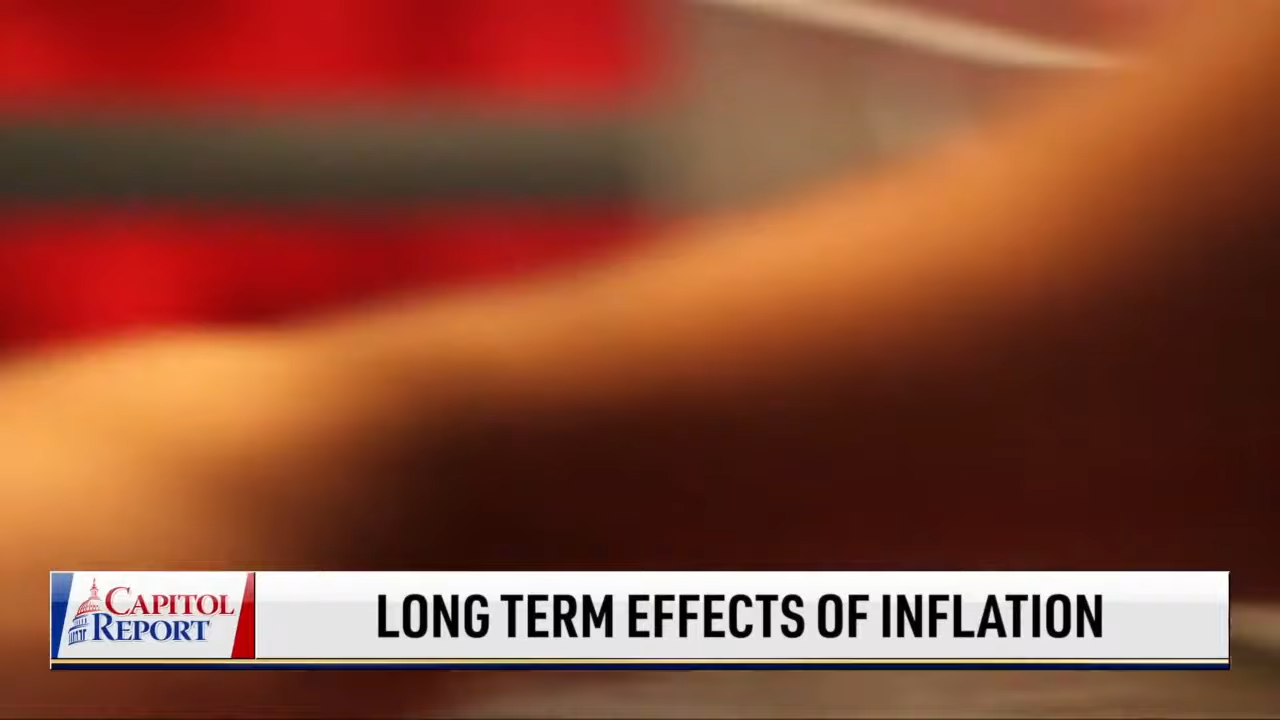 CAPITOL
REPORT
LONG TERM EFFECTS OF INFLATION